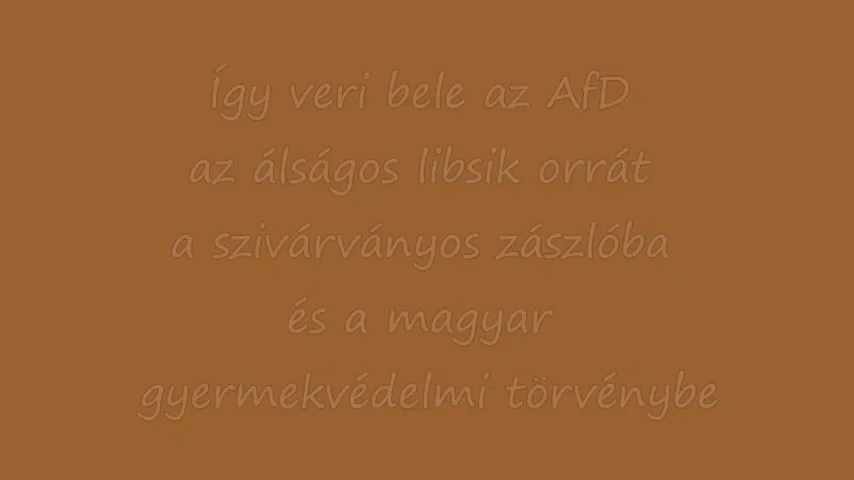 Így veri bele az AfD
az álságos libsik orrát
a szivárványos zászlóba
és a magyar
gyermekvédelmi törvénybe